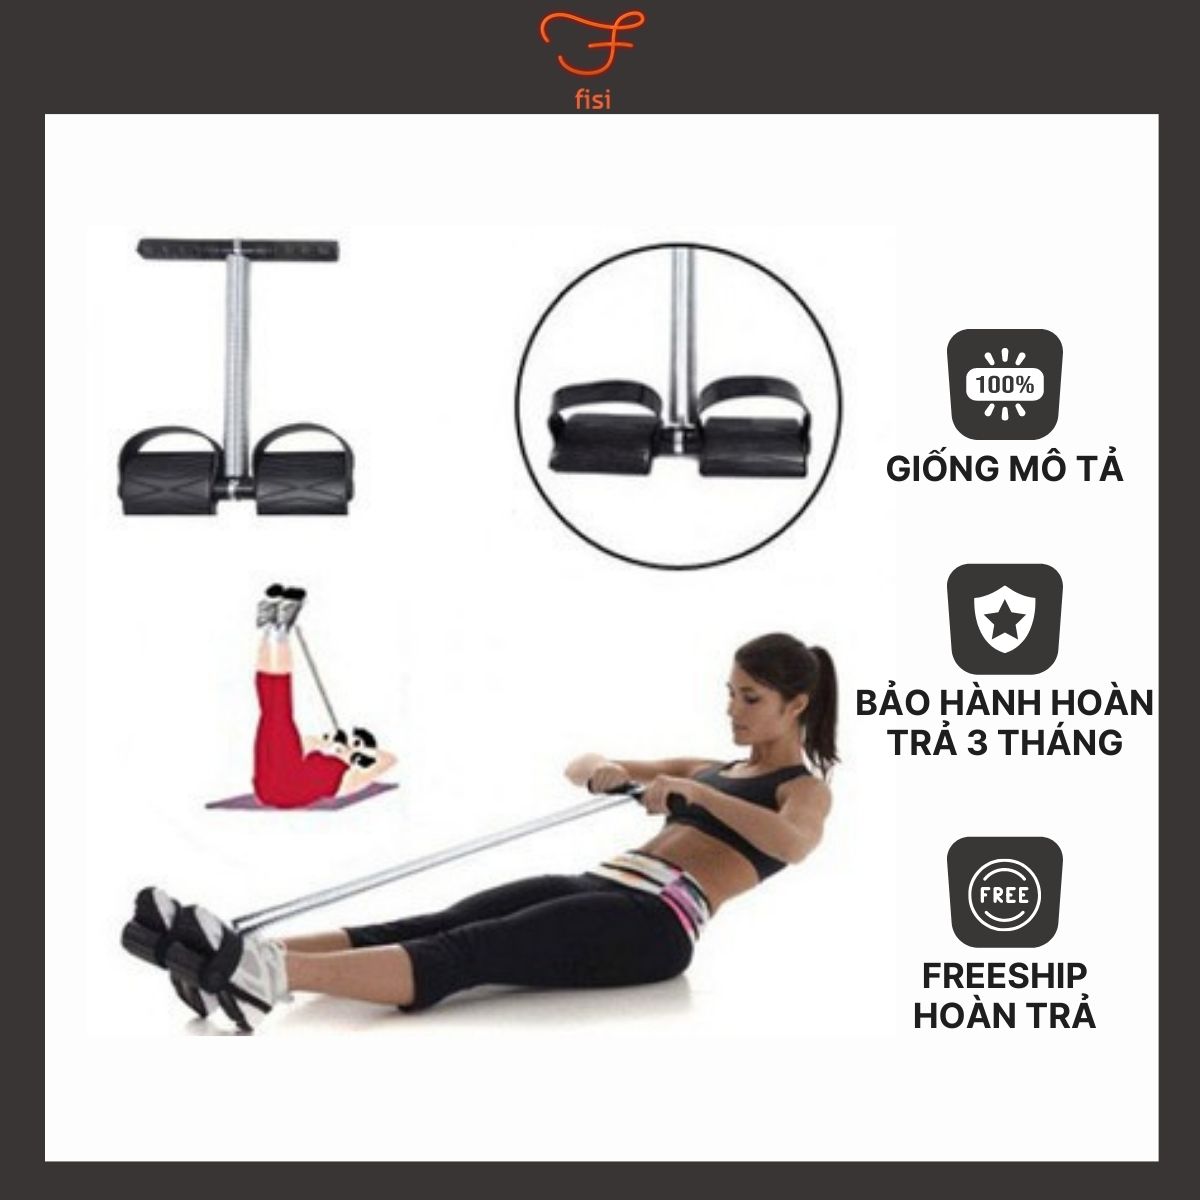 fisi
100%
GIỐNG MÔ TẢ
BẢO HÀNH HOÀN
TRẢ 3 THÁNG
FREE
FREESHIP
HOÀN TRẢ